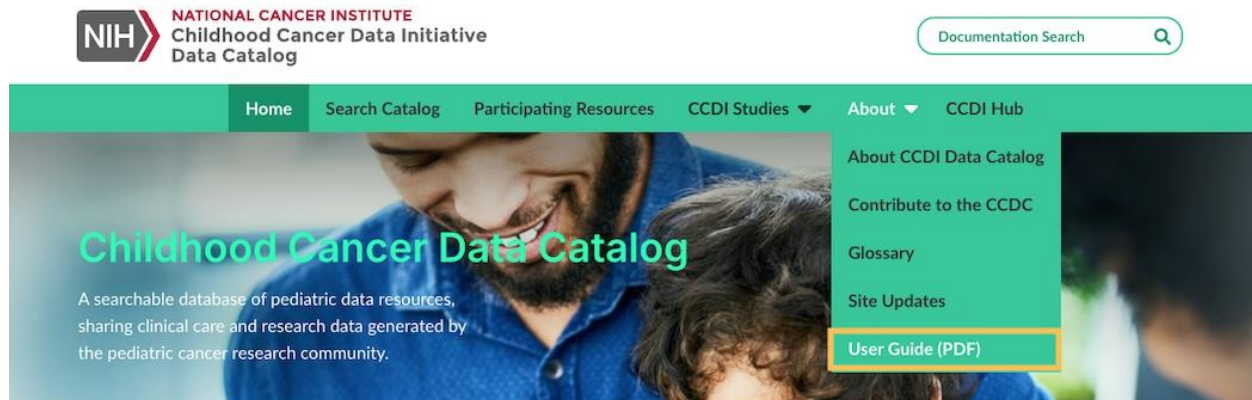 NIH
NATIONAL CANCER INSTITUTE
Childhood Cancer Data Initiative
Data Catalog
Documentation Search
Home Search Catalog Participating Resources CCDI Studies About CCDI Hub
About CCDI Data Catalog
Contribute to the CCDC
Glossary
Site Updates
User Guide (PDF)
Childhood Cancer Data Catalog
A searchable database of pediatric data resources,
sharing clinical care and research data generated by
the pediatric cancer research community.